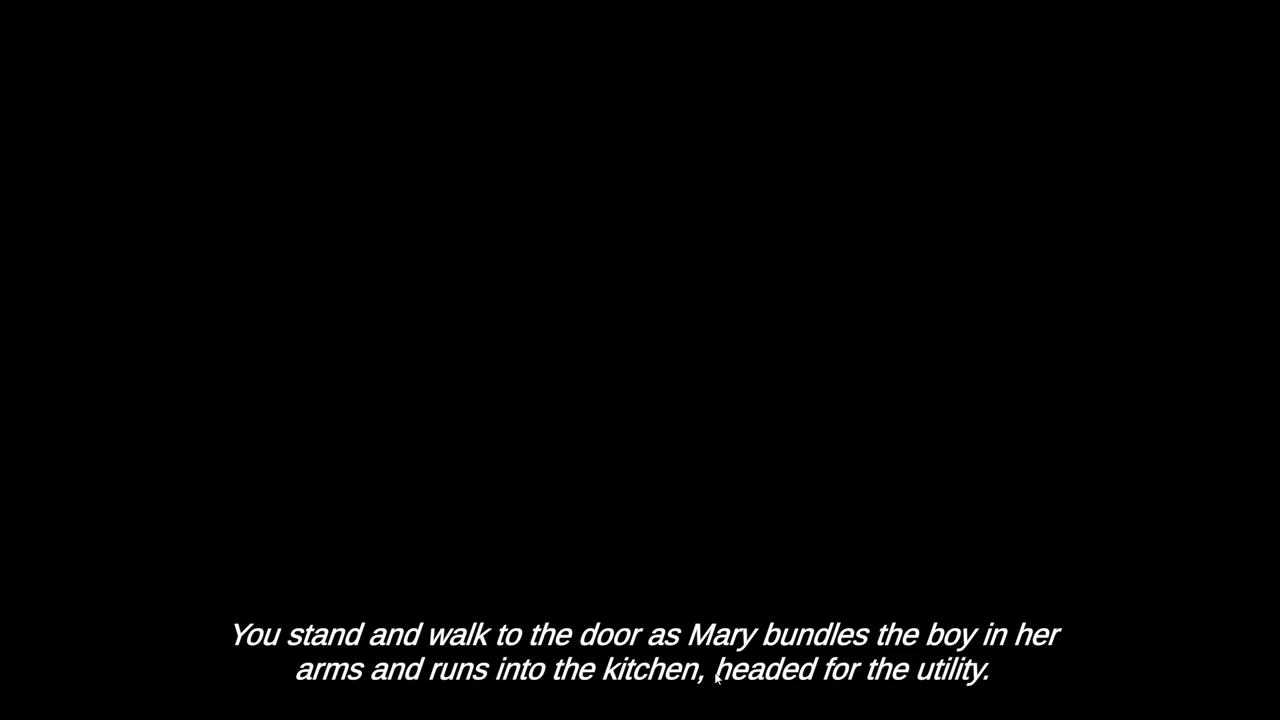 You stand and walk to the door as Mary bundles the boy in her
arms and runs into the kitchen, headed for the utility.